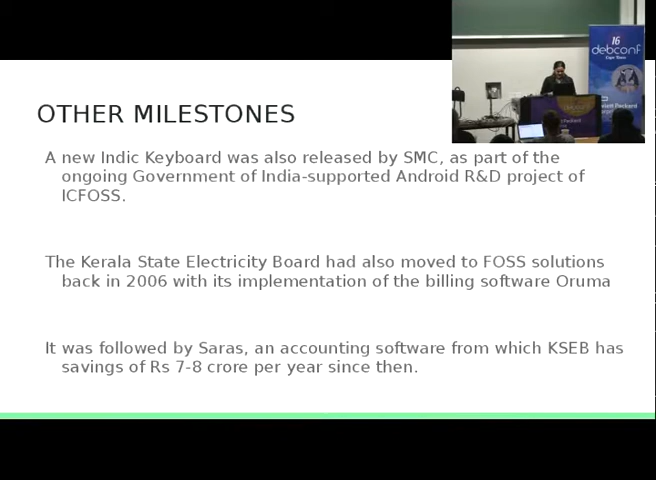 16
debconf
Cape Town
OTHER MILESTONES
A new Indic Keyboard was also released by SMC, as part of the
ongoing Government of India-supported Android R&D project of
ICFOSS.
The Kerala State Electricity Board had also moved to FOSS solutions
back in 2006 with its implementation of the billing software Oruma
It was followed by Saras, an accounting software from which KSEB has
savings of Rs 7-8 crore per year since then.